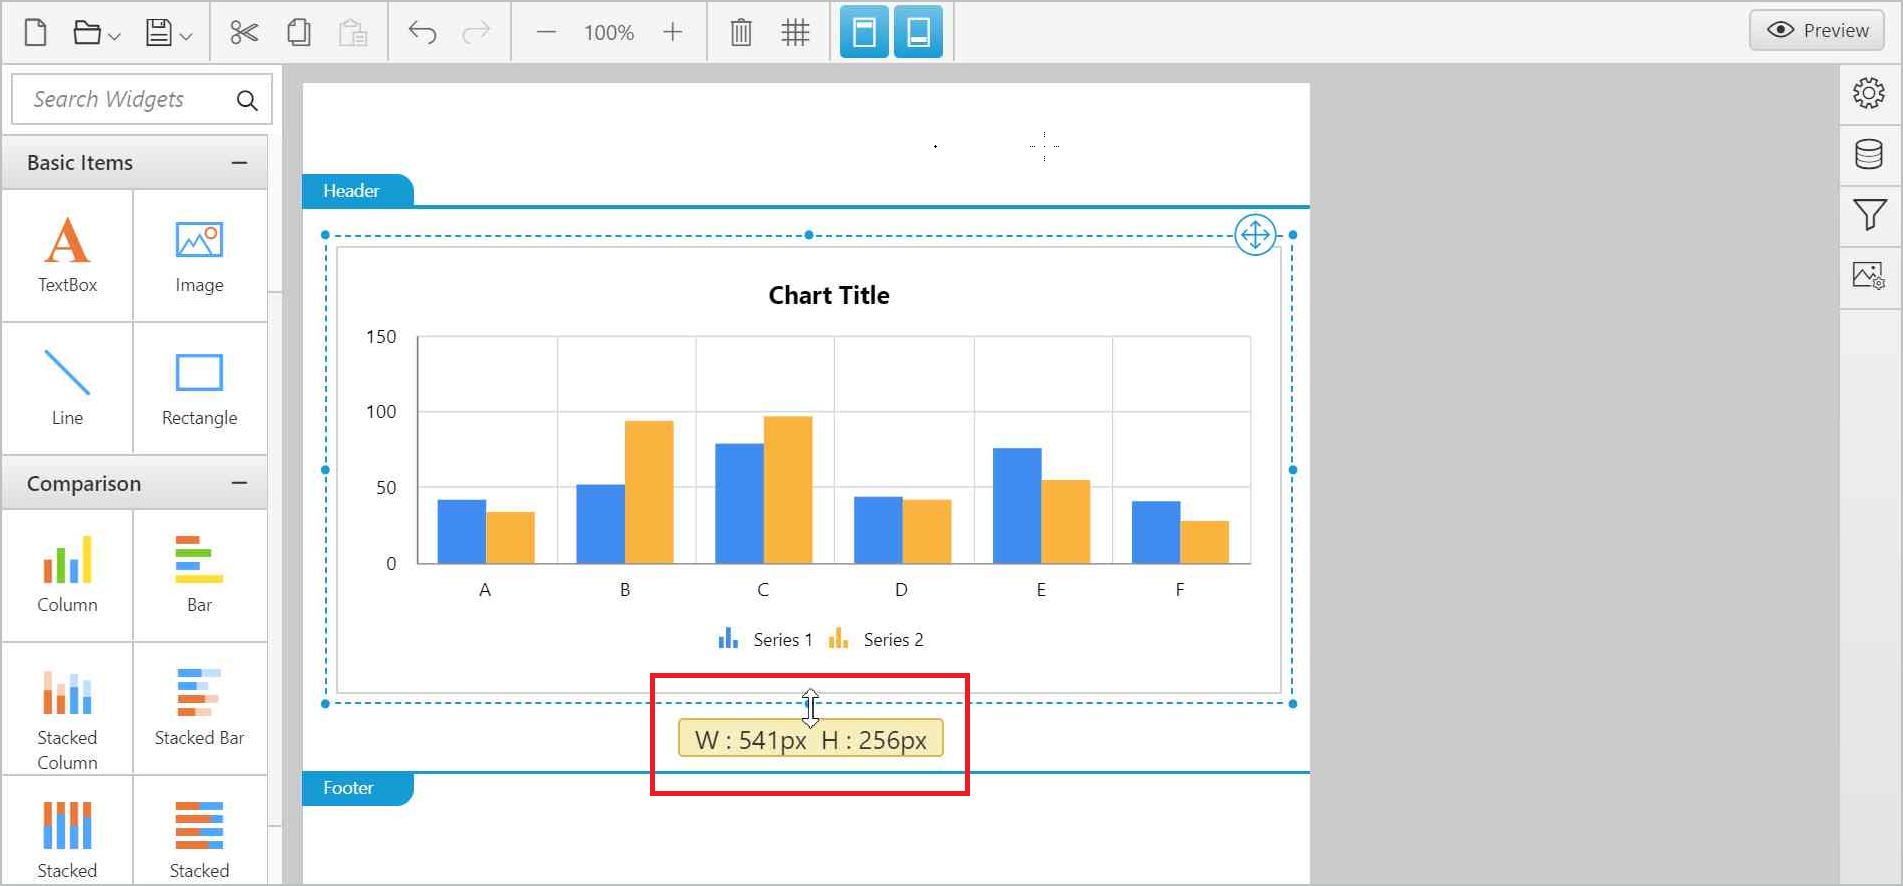 100%
Preview
Search Widgets
Basic Items
TextBox
Image
Line
Rectangle
Comparison
Column
Bar
Stacked
Column
Stacked Bar
Stacked
Stacked
Header
Chart Title
150
100
50
0
A B C D E F
Series 1 Series 2
W : 541px H : 256px
Footer